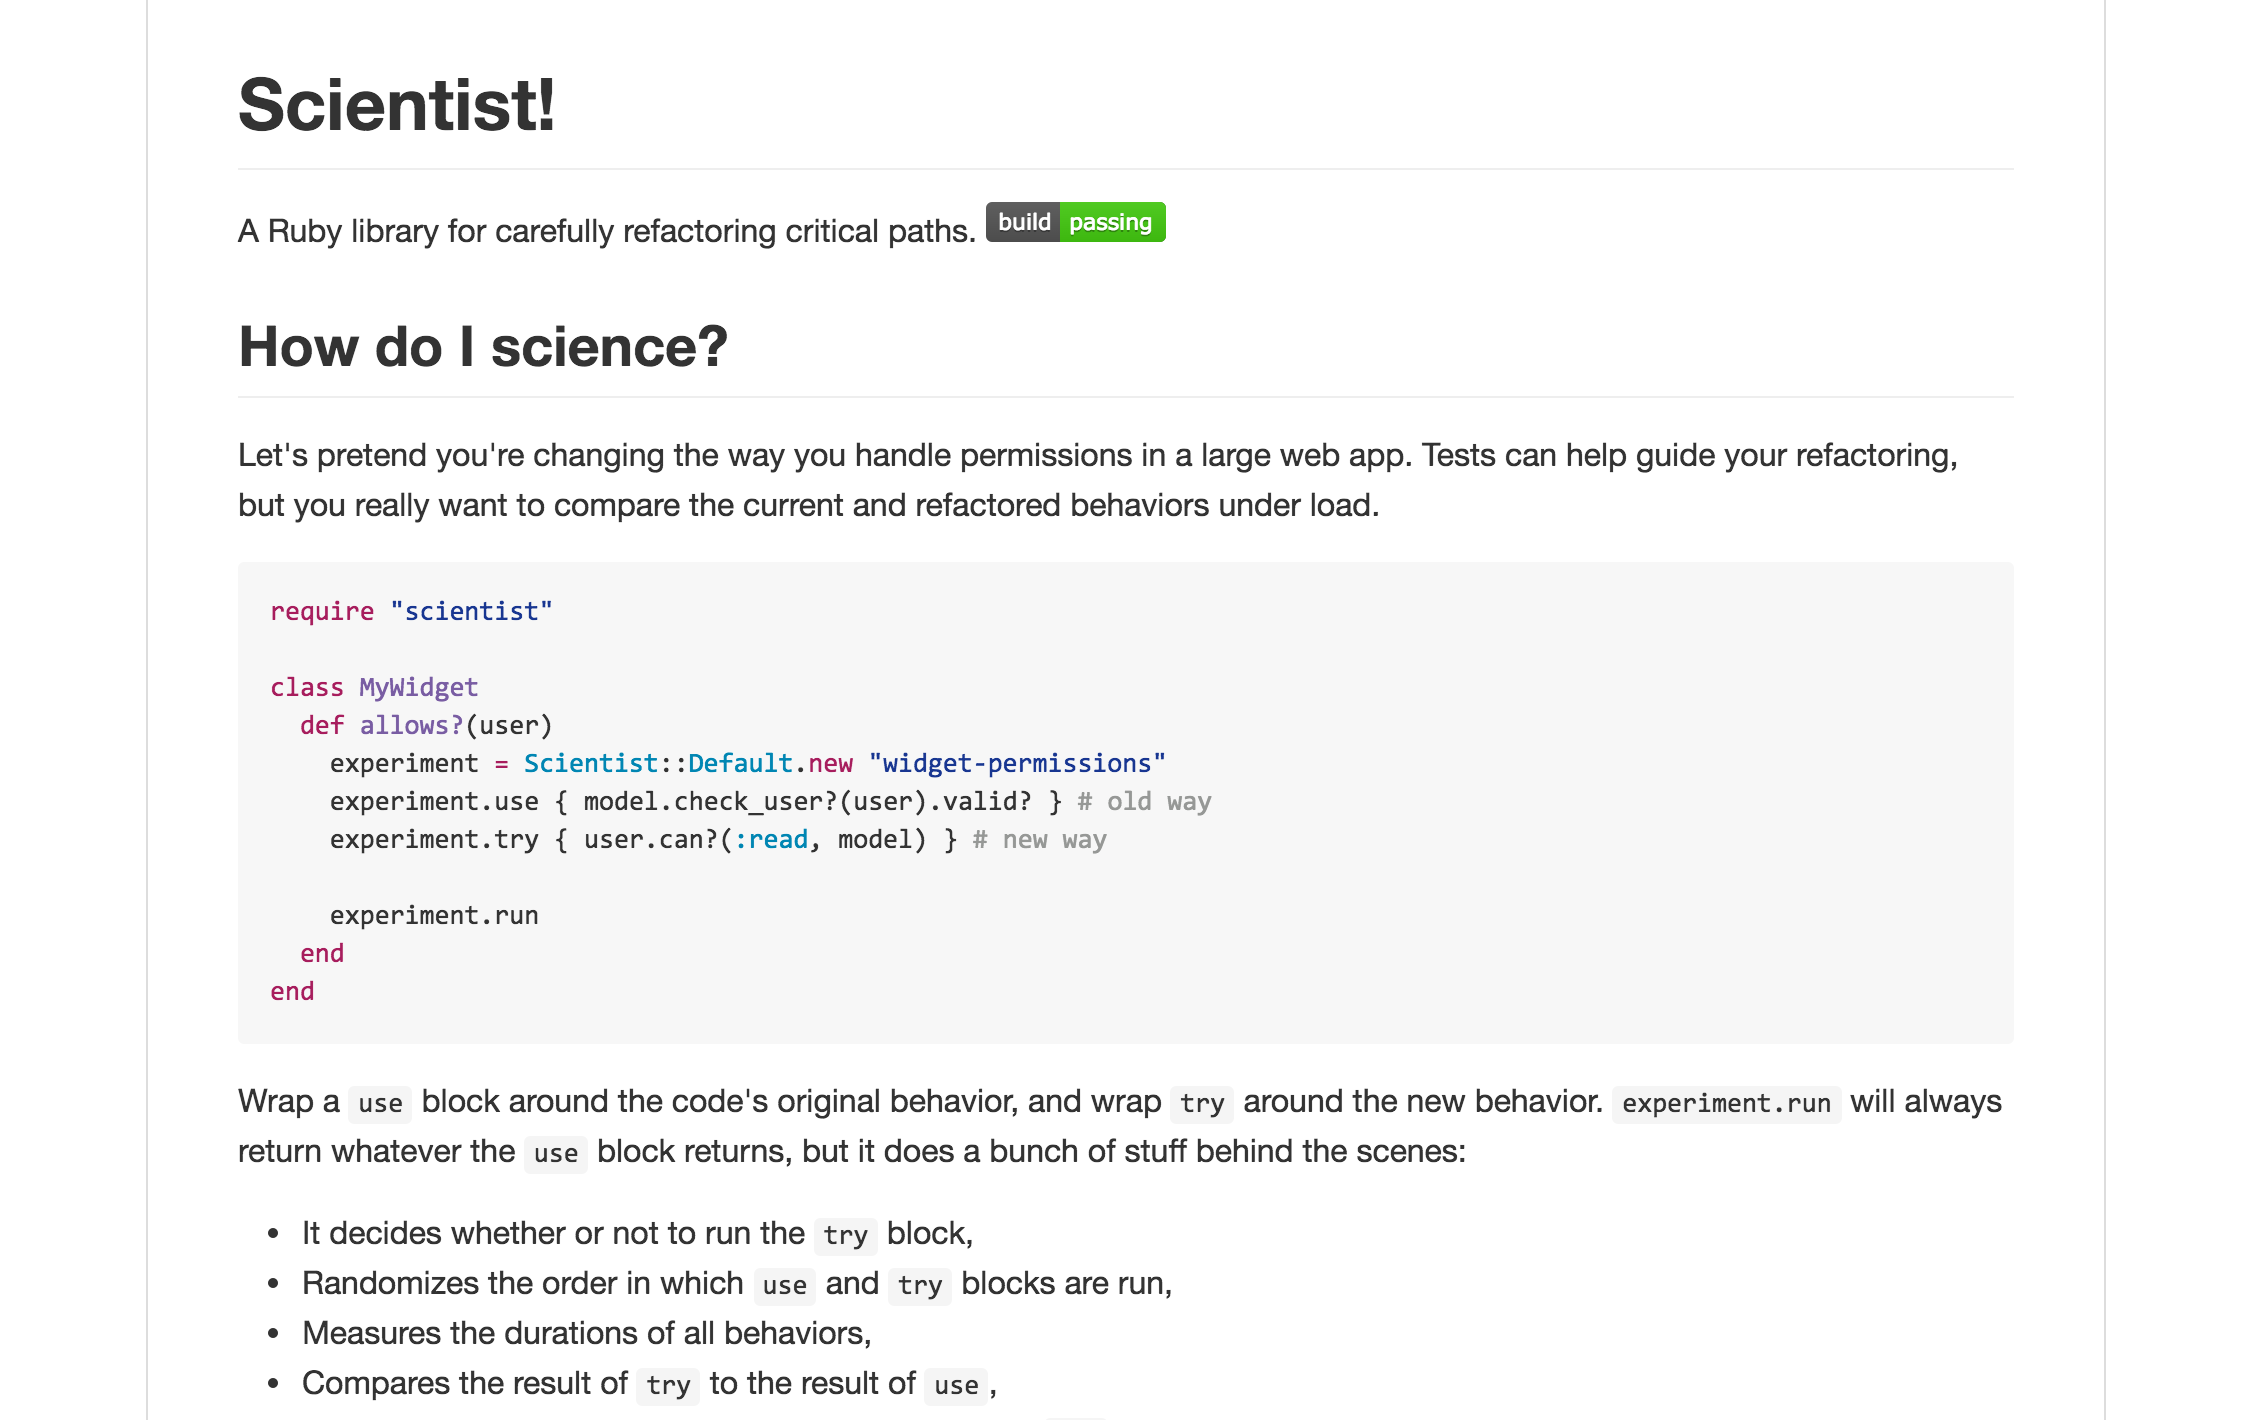 Scientist!
A Ruby library for carefully refactoring critical paths. build passing
How do I science?
Let's pretend you're changing the way you handle permissions in a large web app. Tests can help guide your refactoring,
but you really want to compare the current and refactored behaviors under load.
require "scientist"
class MyWidget
  def allows?(user)
    experiment = Scientist::Default.new "widget-permissions"
    experiment.use { model.check_user?(user).valid? } # old way
    experiment.try { user.can?(:read, model) } # new way
    experiment.run
  end
end
Wrap a use block around the code's original behavior, and wrap try around the new behavior. experiment.run will always
return whatever the use block returns, but it does a bunch of stuff behind the scenes:
• It decides whether or not to run the try block,
• Randomizes the order in which use and try blocks are run,
• Measures the durations of all behaviors,
• Compares the result of try to the result of use ,